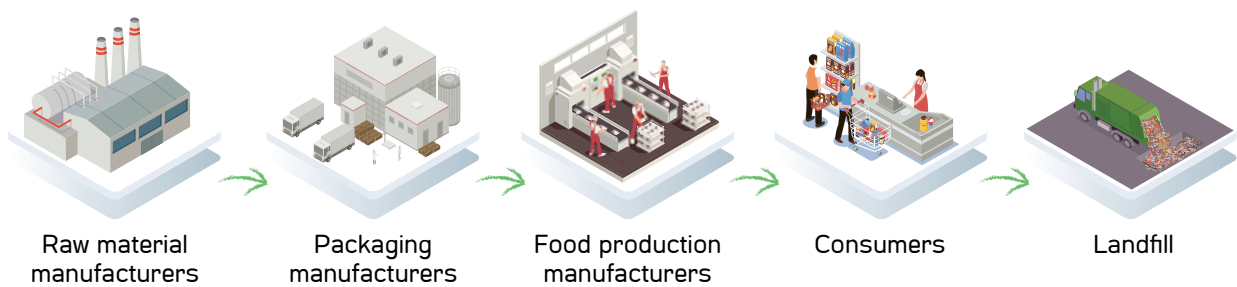 Raw material
manufacturers
Packaging
manufacturers
Food production
manufacturers
Consumers
Landfill